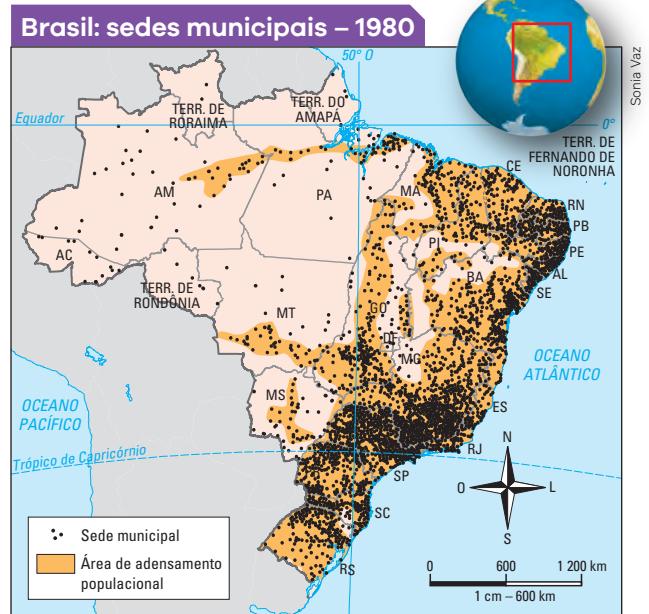 Brasil: sedes municipais – 1980
50° O
Sonia Vaz
TERR. DE
RORAIMA
TERR. DO
AMAPÁ
Equador
0°
TERR. DE
FERNANDO DE
NORONHA
AM
PA
MA
CE
RN
PB
PE
AL
SE
PI
BA
AC
TERR. DE
RONDÔNIA
MT
GO
DF
MG
MS
ES
RJ
SP
SC
RS
OCEANO
ATLÂNTICO
OCEANO
PACÍFICO
Trópico de Capricórnio
N
O
L
S
Sede municipal
Área de adensamento
populacional
0 600 1 200 km
1 cm – 600 km